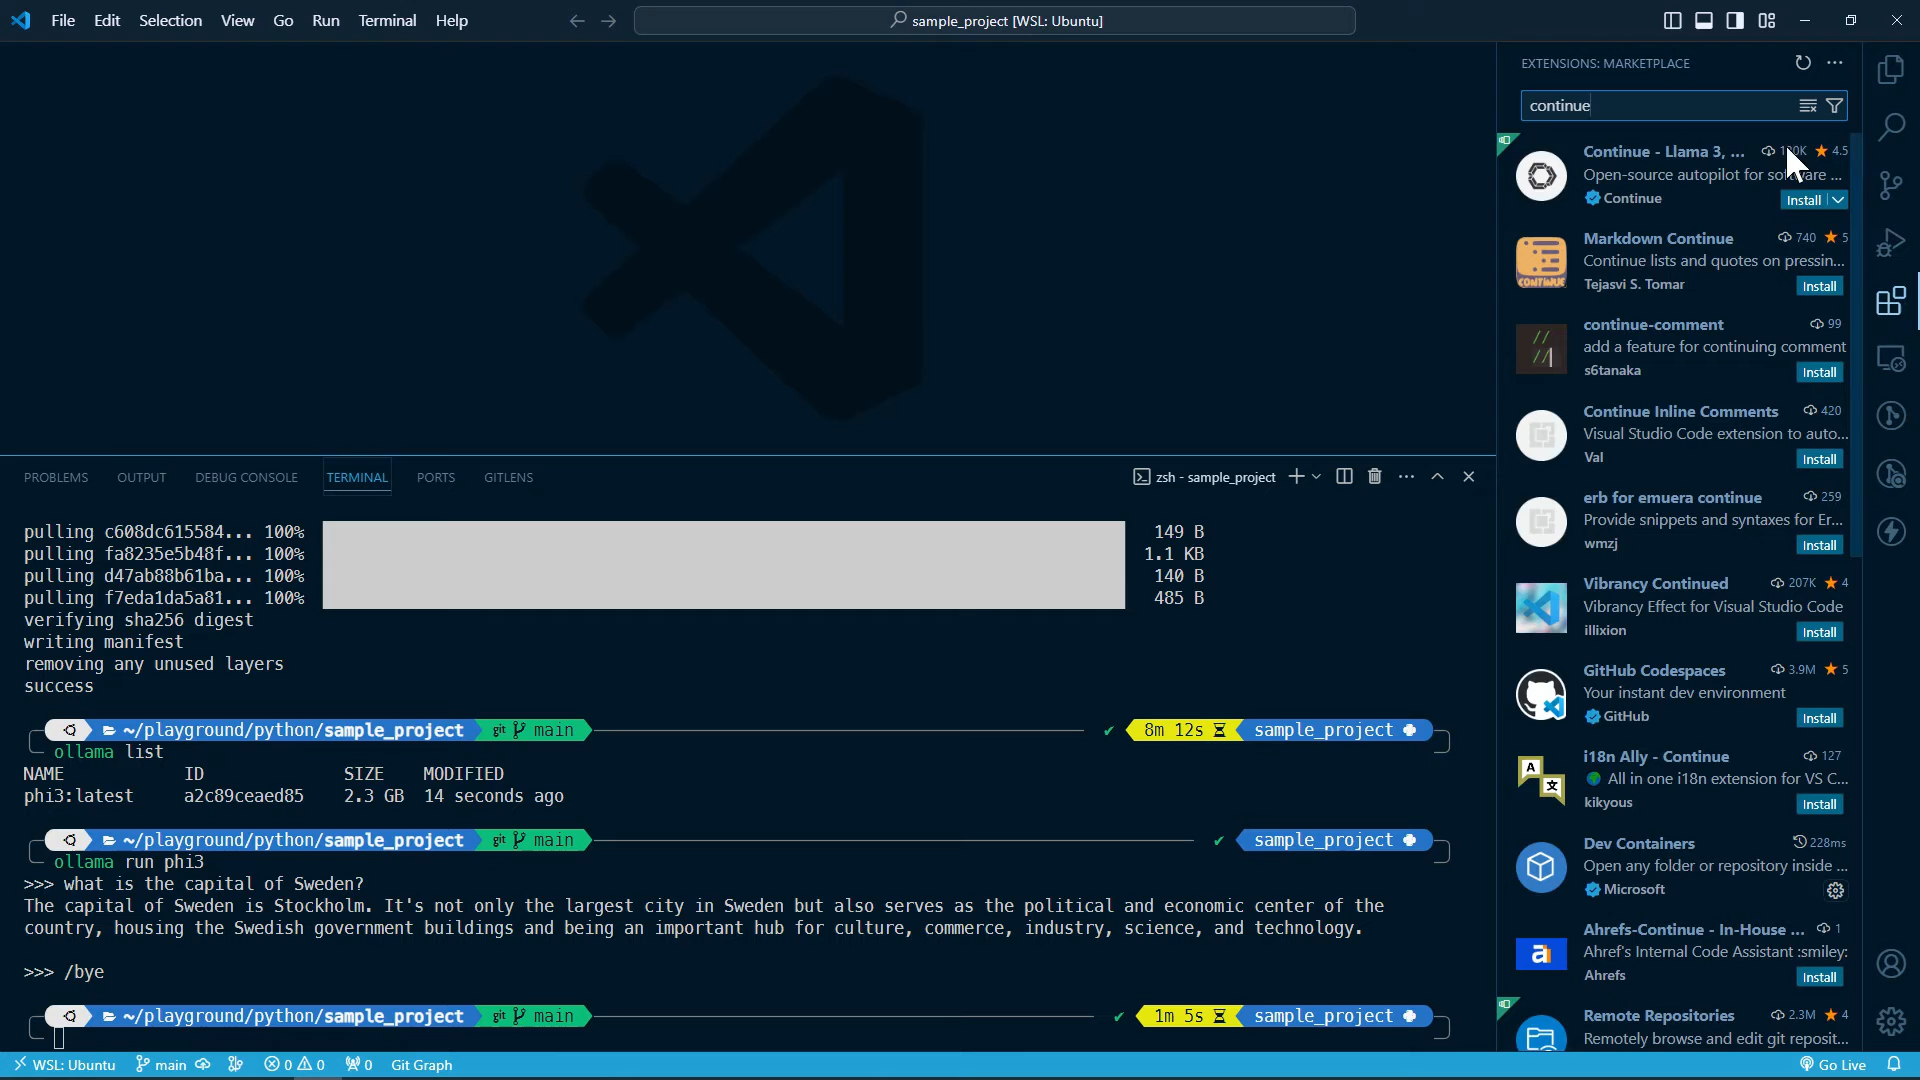 File Edit Selection View Go Run Terminal Help
sample_project [WSL: Ubuntu]
EXTENSIONS: MARKETPLACE
continue
Continue - Llama 3, ... 4.5
Open-source autopilot for software ...
Continue
Install
Markdown Continue 740 5
Continue lists and quotes on pressin...
Tejasvi S. Tomar
Install
CONTINUE
continue-comment 99
add a feature for continuing comment
s6tanaka
Install
//
//
Continue Inline Comments 420
Visual Studio Code extension to auto...
Val
Install
erb for emuera continue 259
Provide snippets and syntaxes for Er...
wmzj
Install
Vibrancy Continued 207K 4
Vibrancy Effect for Visual Studio Code
illixion
Install
GitHub Codespaces 3.9M 5
Your instant dev environment
GitHub
Install
i18n Ally - Continue 127
All in one i18n extension for VS C...
kikyous
Install
A
文
Dev Containers 228ms
Open any folder or repository inside ...
Microsoft
Ahrefs-Continue - In-House ... 1
Ahref's Internal Code Assistant :smiley:
Ahrefs
Install
a
Remote Repositories 2.3M 4
Remotely browse and edit git reposit...
PROBLEMS OUTPUT DEBUG CONSOLE TERMINAL PORTS GITLENS
zsh - sample_project
pulling c608dc615584... 100% 149 B
pulling fa8235e5b48f... 100% 1.1 KB
pulling d47ab88b61ba... 100% 140 B
pulling f7eda1da5a81... 100% 485 B
verifying sha256 digest
writing manifest
removing any unused layers
success
~/playground/python/sample_project git main ✔ 8m 12s sample_project
ollama list
NAME ID SIZE MODIFIED
phi3:latest a2c89ceaed85 2.3 GB 14 seconds ago
~/playground/python/sample_project git main ✔ sample_project
ollama run phi3
>>> what is the capital of Sweden?
The capital of Sweden is Stockholm. It's not only the largest city in Sweden but also serves as the political and economic center of the
country, housing the Swedish government buildings and being an important hub for culture, commerce, industry, science, and technology.
>>> /bye
~/playground/python/sample_project git main ✔ 1m 5s sample_project
WSL: Ubuntu main 0 0 0 Git Graph Go Live